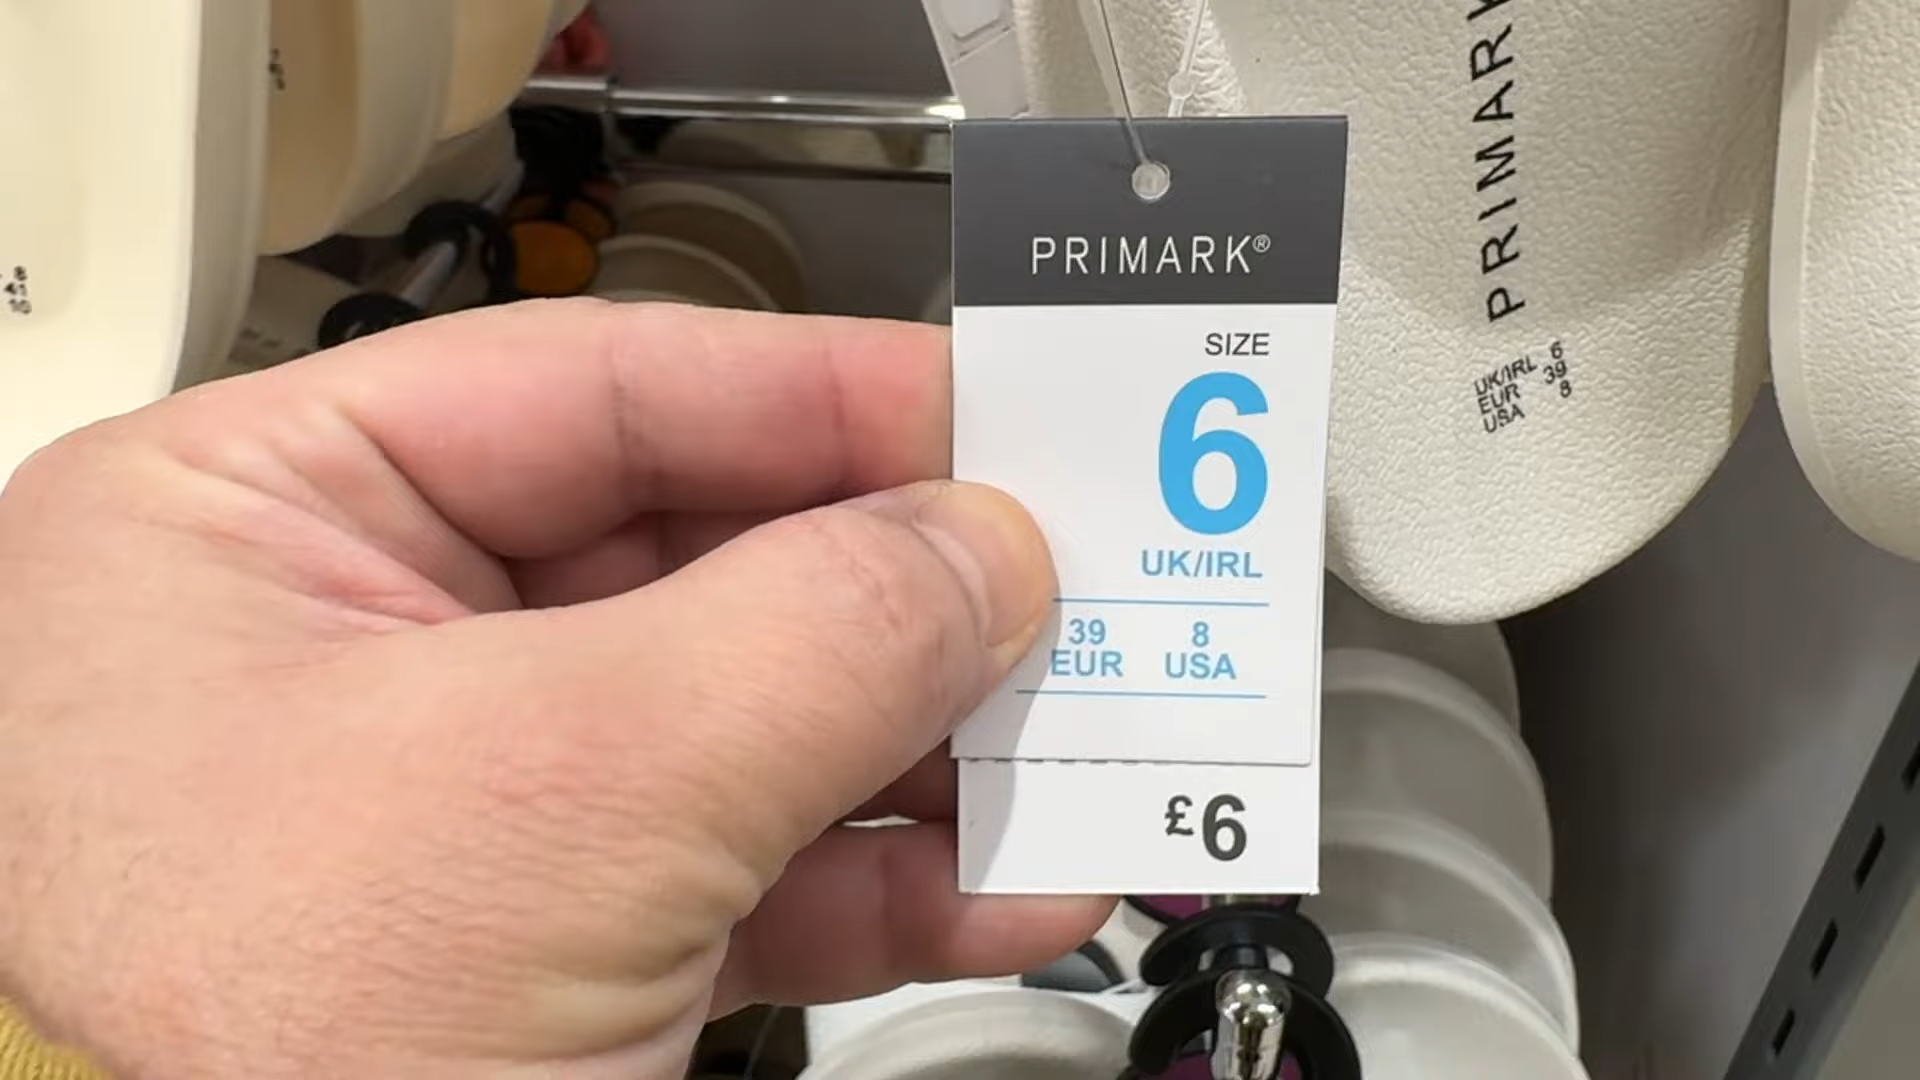 PRIMARK®
SIZE
6
UK/IRL
39 8
EUR USA
£6
PRIMARK
UK/IRL 6
EUR 39
USA 8